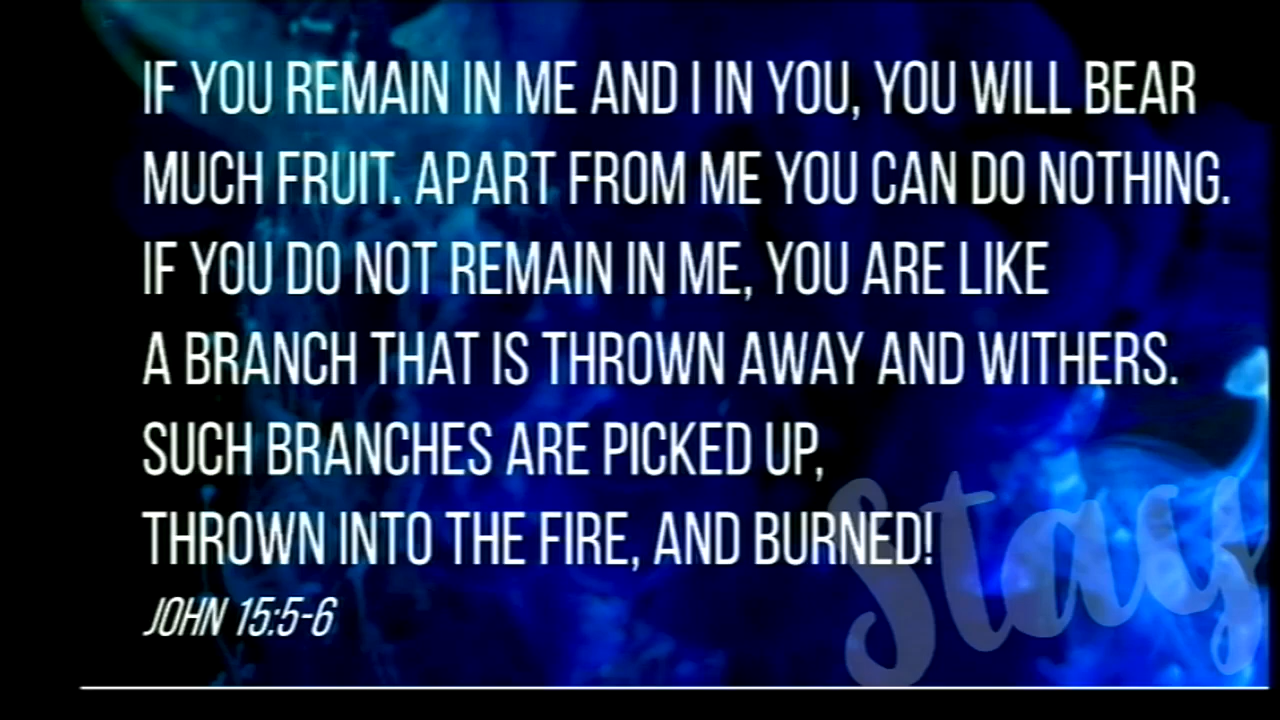 IF YOU REMAIN IN ME AND I IN YOU, YOU WILL BEAR
MUCH FRUIT. APART FROM ME YOU CAN DO NOTHING.
IF YOU DO NOT REMAIN IN ME, YOU ARE LIKE
A BRANCH THAT IS THROWN AWAY AND WITHERS.
SUCH BRANCHES ARE PICKED UP,
THROWN INTO THE FIRE, AND BURNED!
JOHN 15:5-6
Stay